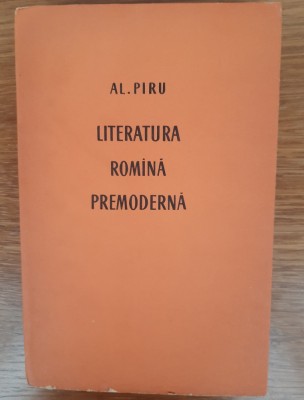 AL. PIRU
LITERATURA
ROMÎNĂ
PREMODERNĂ